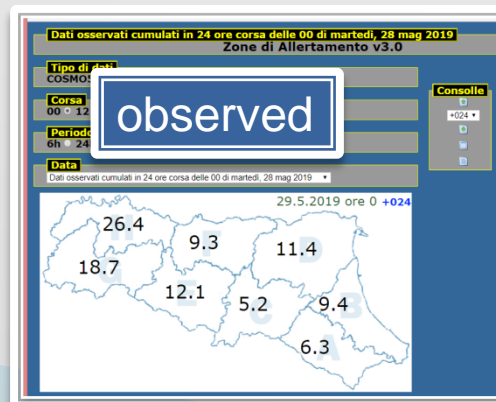 Dati osservati cumulati in 24 ore corsa delle 00 di martedì, 28 mag 2019
Zone di Allertamento v3.0
Tipo di dati
COSMO
Corsa
00 12
observed
Periodo
6h 24
Data
Dati osservati cumulati in 24 ore corsa delle 00 di martedì, 28 mag 2019
Consolle
+024
29.5.2019 ore 0 +024
H
26.4
F
9.3
D
11.4
G
18.7
E
12.1
C
5.2
B
9.4
A
6.3